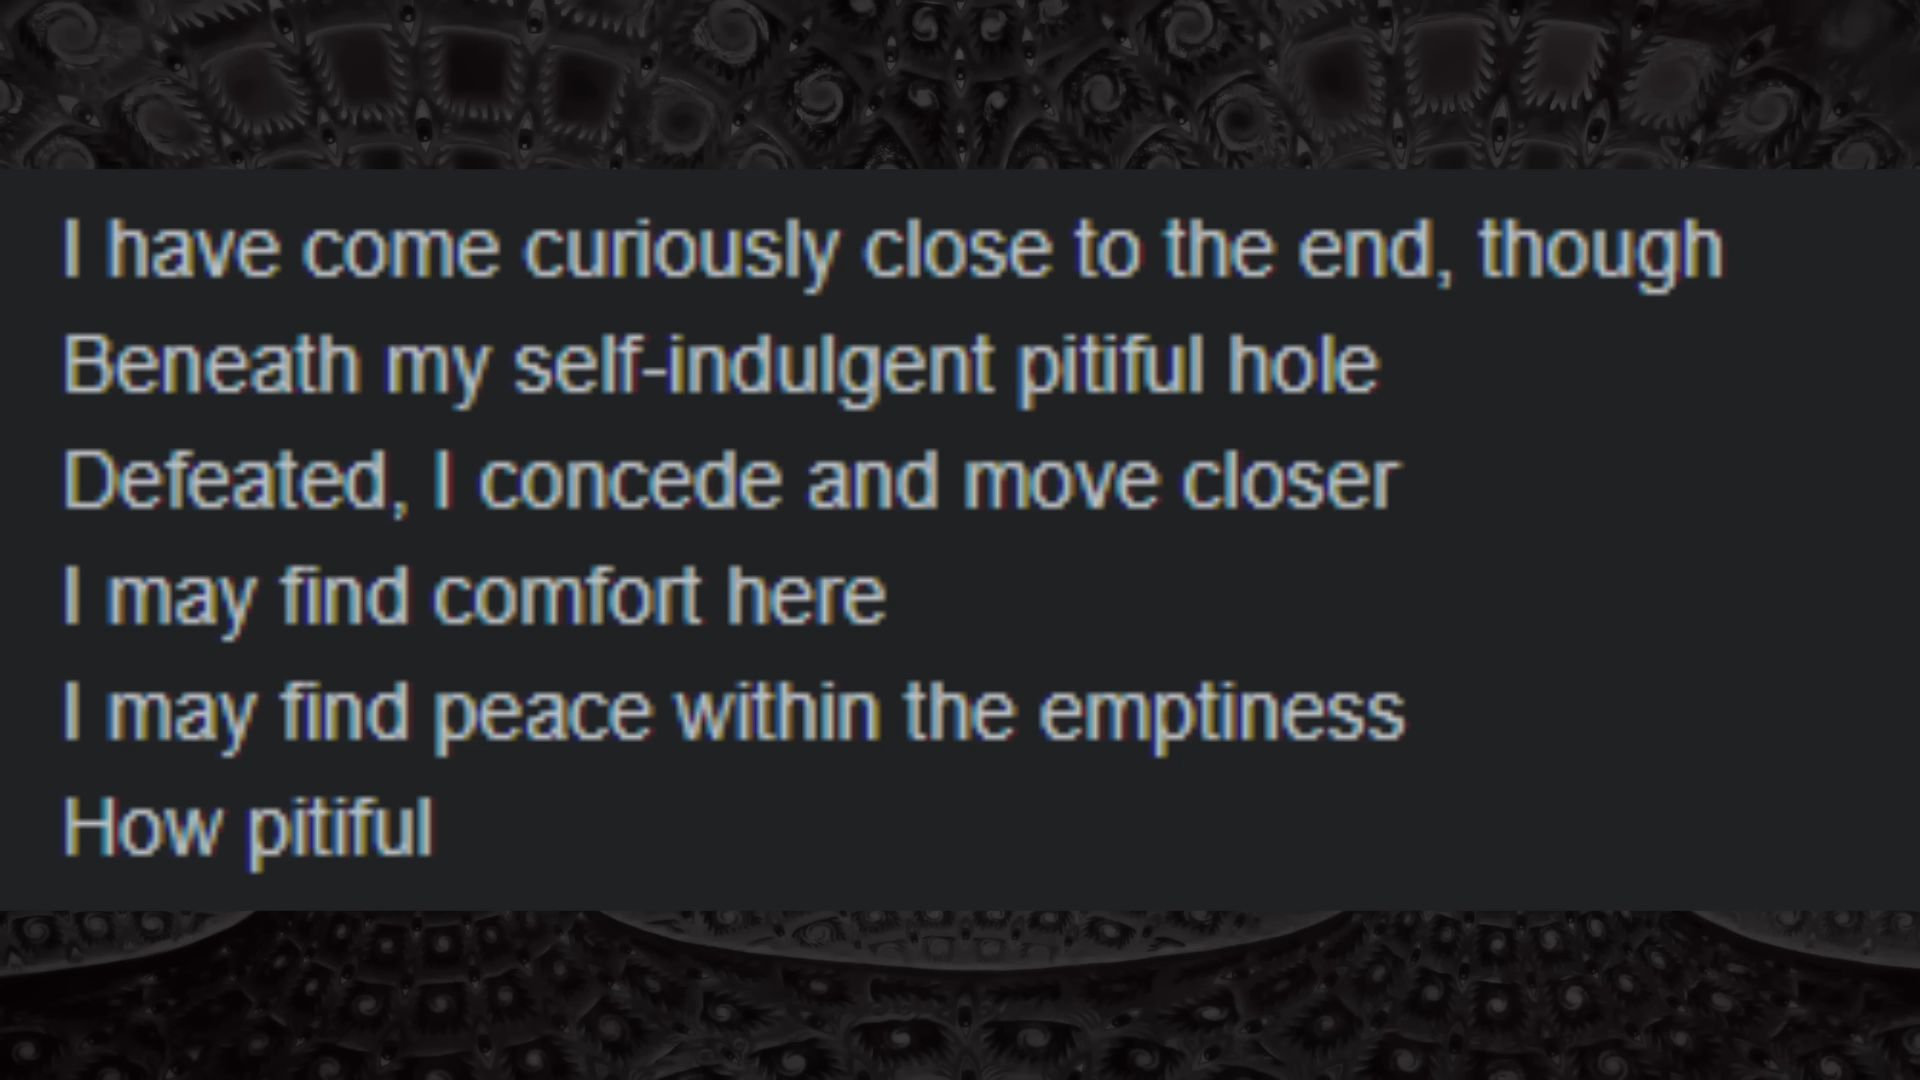 I have come curiously close to the end, though
Beneath my self-indulgent pitiful hole
Defeated, I concede and move closer
I may find comfort here
I may find peace within the emptiness
How pitiful